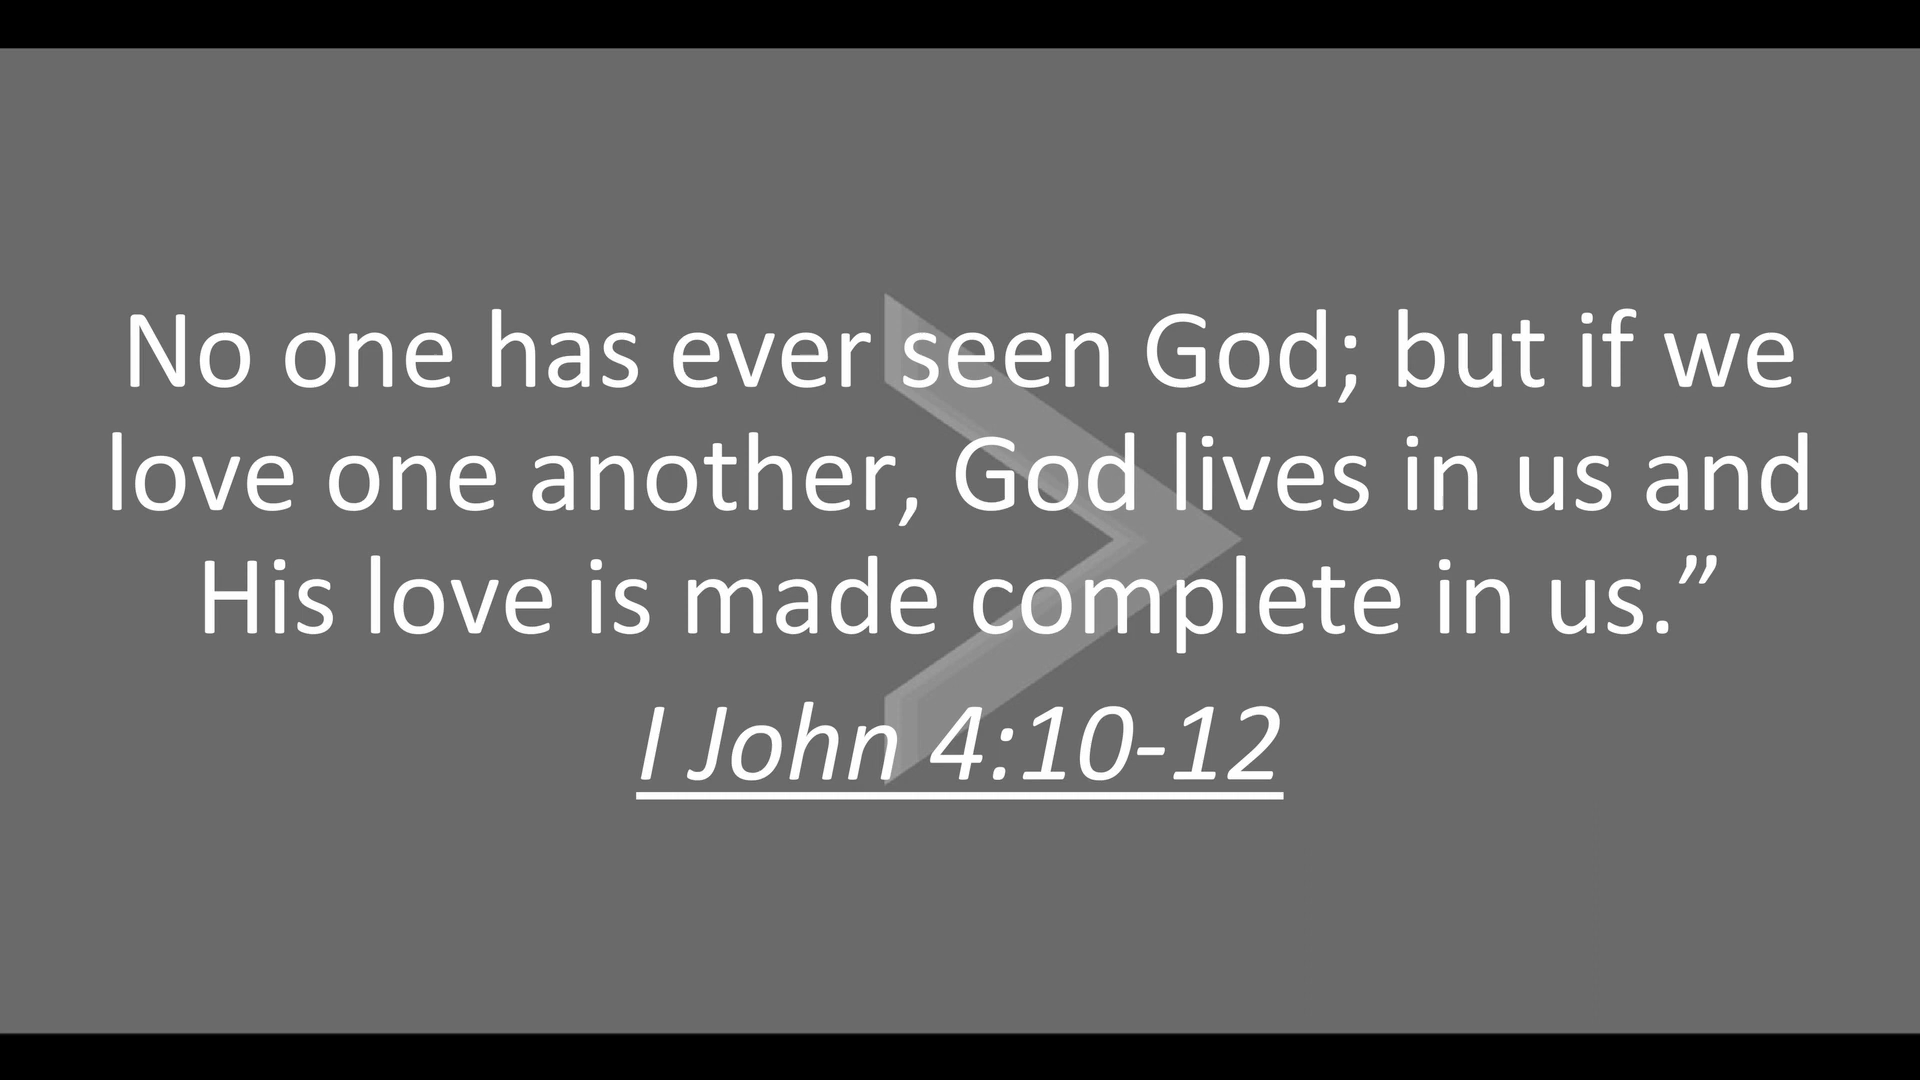 No one has ever seen God; but if we
love one another, God lives in us and
His love is made complete in us.”
I John 4:10-12